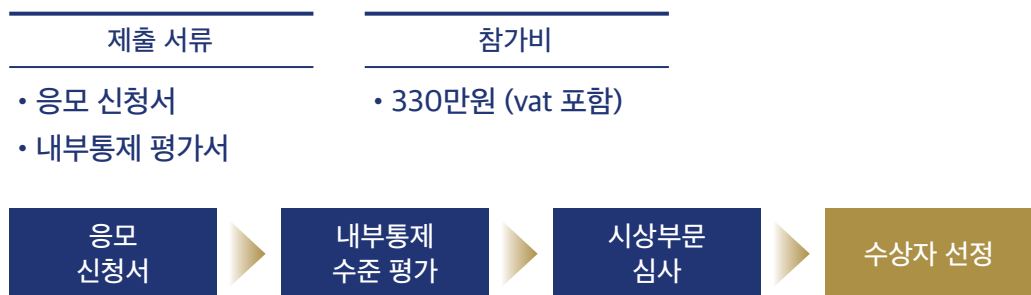 제출 서류
• 응모 신청서
• 내부통제 평가서
참가비
• 330만원 (vat 포함)
응모
신청서
내부통제
수준 평가
시상부문
심사
수상자 선정